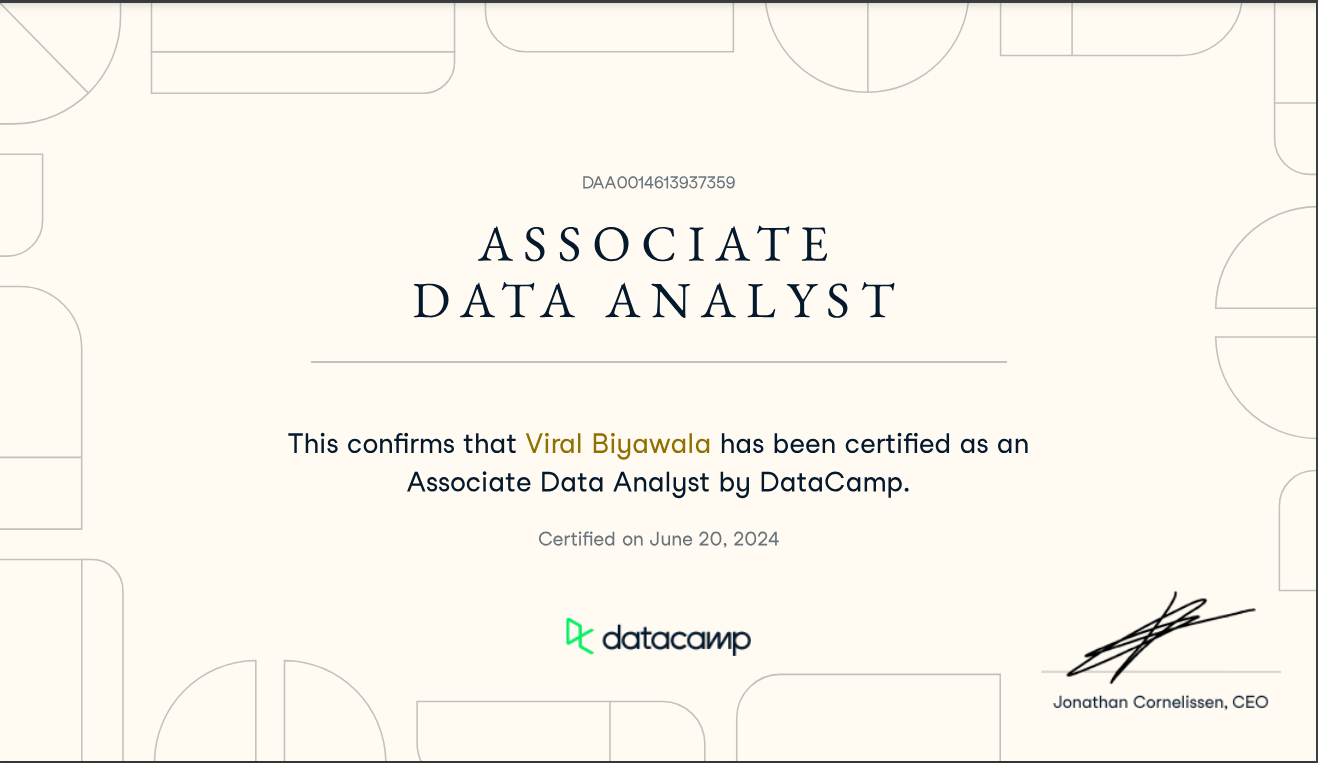 DAA0014613937359
ASSOCIATE
DATA ANALYST
This confirms that Viral Biyawala has been certified as an
Associate Data Analyst by DataCamp.
Certified on June 20, 2024
datacamp
Jonathan Cornelissen, CEO